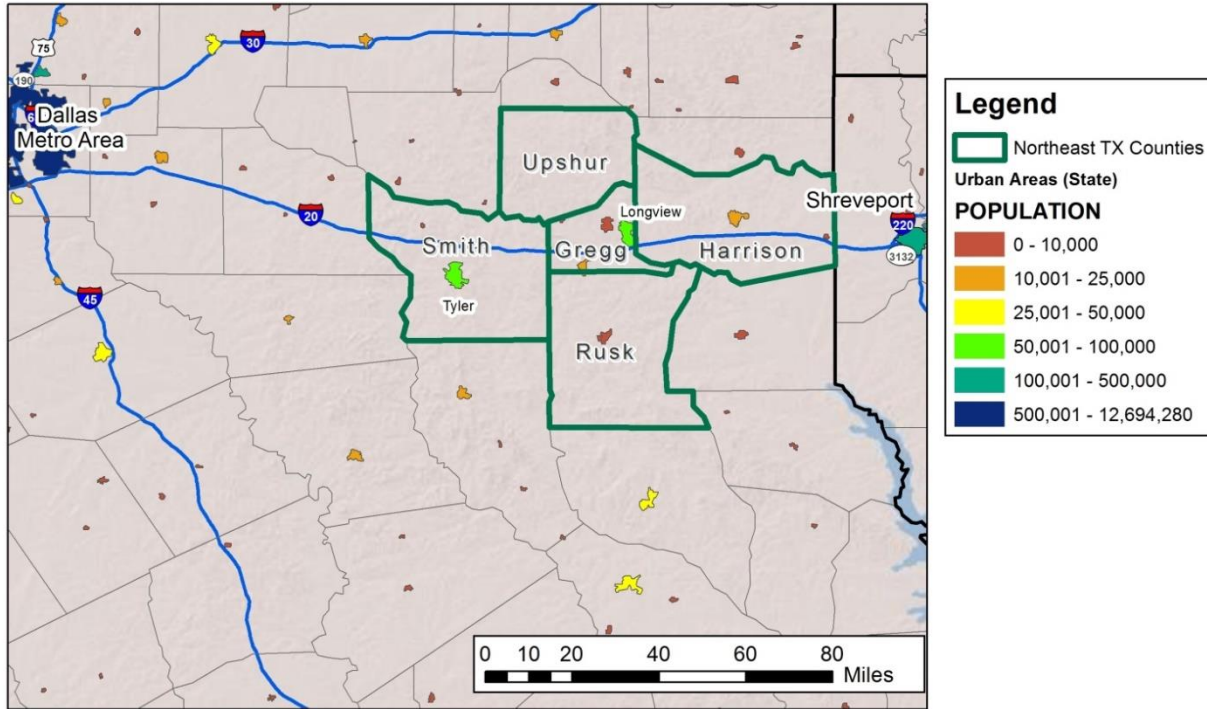 75
30
190
6
Dallas
Metro Area
Upshur
20
Longview
Shreveport
220
Smith
Gregg
Harrison
3132
45
Tyler
Rusk
0 10 20 40 60 80
Miles
Legend
Northeast TX Counties
Urban Areas (State)
POPULATION
0 - 10,000
10,001 - 25,000
25,001 - 50,000
50,001 - 100,000
100,001 - 500,000
500,001 - 12,694,280